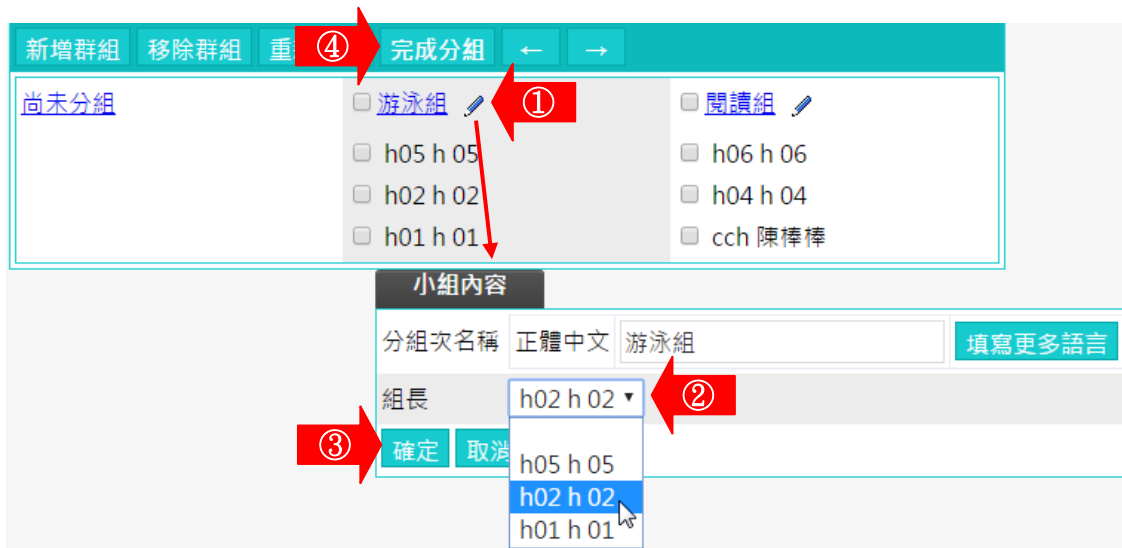 新增群組 移除群組 重 ④ 完成分組 ← →
尚未分組 游泳組 ① 閱讀組
h05 h 05 h06 h 06
h02 h 02 h04 h 04
h01 h 01 cch 陳棒棒
小組內容
分組次名稱 正體中文 游泳組 填寫更多語言
組長 h02 h 02 ②
③ 確定 取消
h05 h 05
h02 h 02
h01 h 01